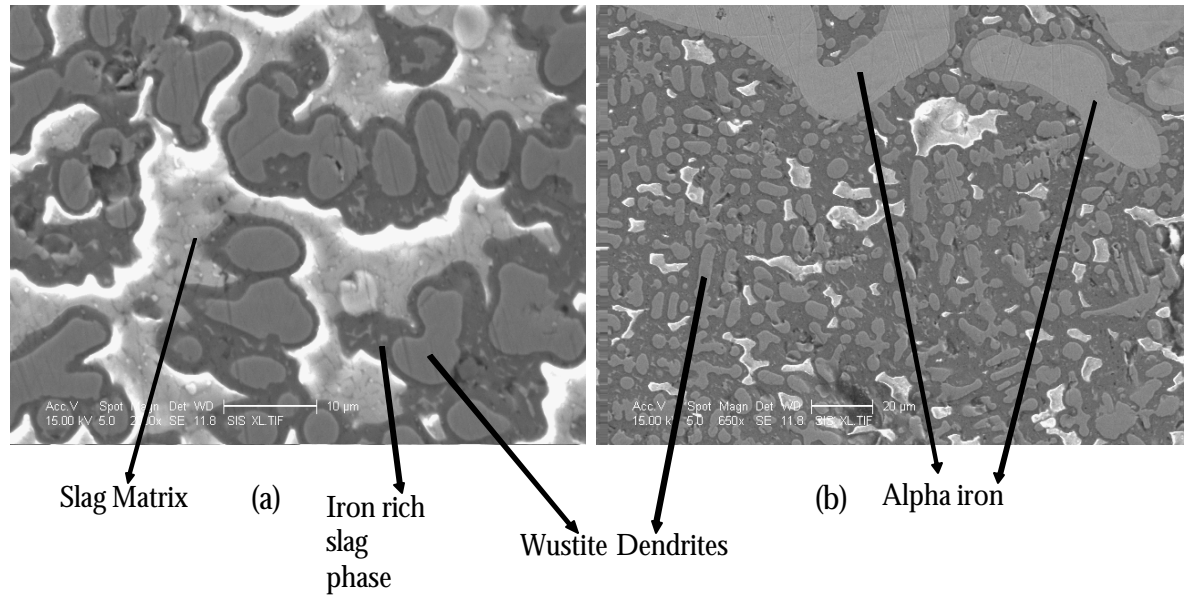 Acc.V Spot Magn Det WD 10 µm
15.00 kV 5.0 SE 11.8 SIS XL.TIF
Acc.V Spot Magn Det WD 20 µm
15.00 kV 5.0 650x SE 11.8 SIS XL.TIF
Slag Matrix
(a)
Iron rich
slag
phase
Wustite Dendrites
(b)
Alpha iron